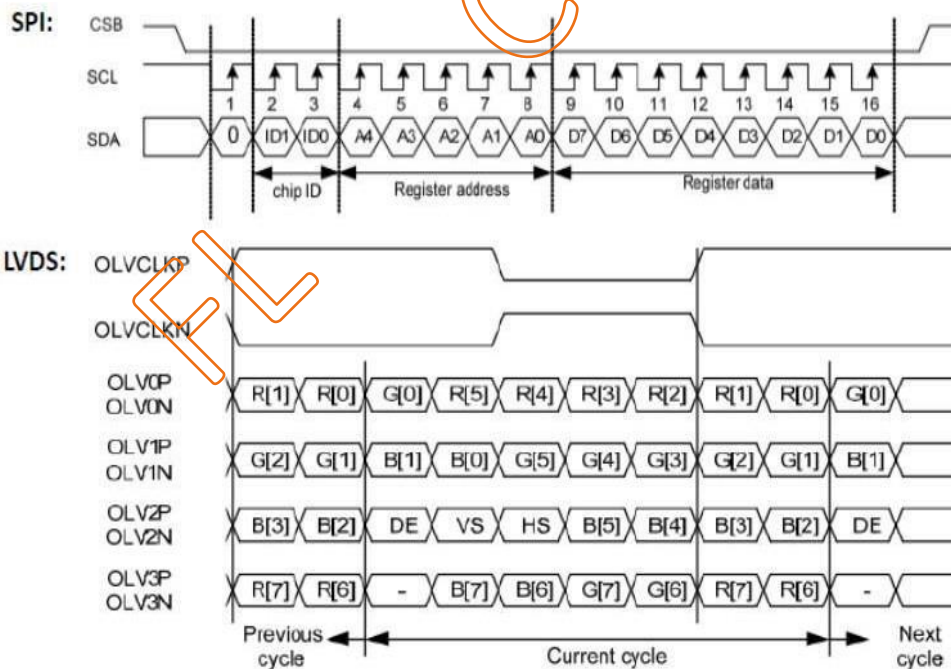 SPI: CSB
SCL
1 2 3 4 5 6 7 8 9 10 11 12 13 14 15 16
SDA 0 ID1 ID0 A4 A3 A2 A1 A0 D7 D6 D5 D4 D3 D2 D1 D0
chip ID Register address Register data
LVDS: OLVCLKP
OLVCLKN
OLV0P
OLV0N
R[1] R[0] G[0] R[5] R[4] R[3] R[2] R[1] R[0] G[0]
OLV1P
OLV1N
G[2] G[1] B[1] B[0] G[5] G[4] G[3] G[2] G[1] B[1]
OLV2P
OLV2N
B[3] B[2] DE VS HS B[5] B[4] B[3] B[2] DE
OLV3P
OLV3N
R[7] R[6] - B[7] B[6] G[7] G[6] R[7] R[6] -
Previous
cycle
Current cycle
Next
cycle